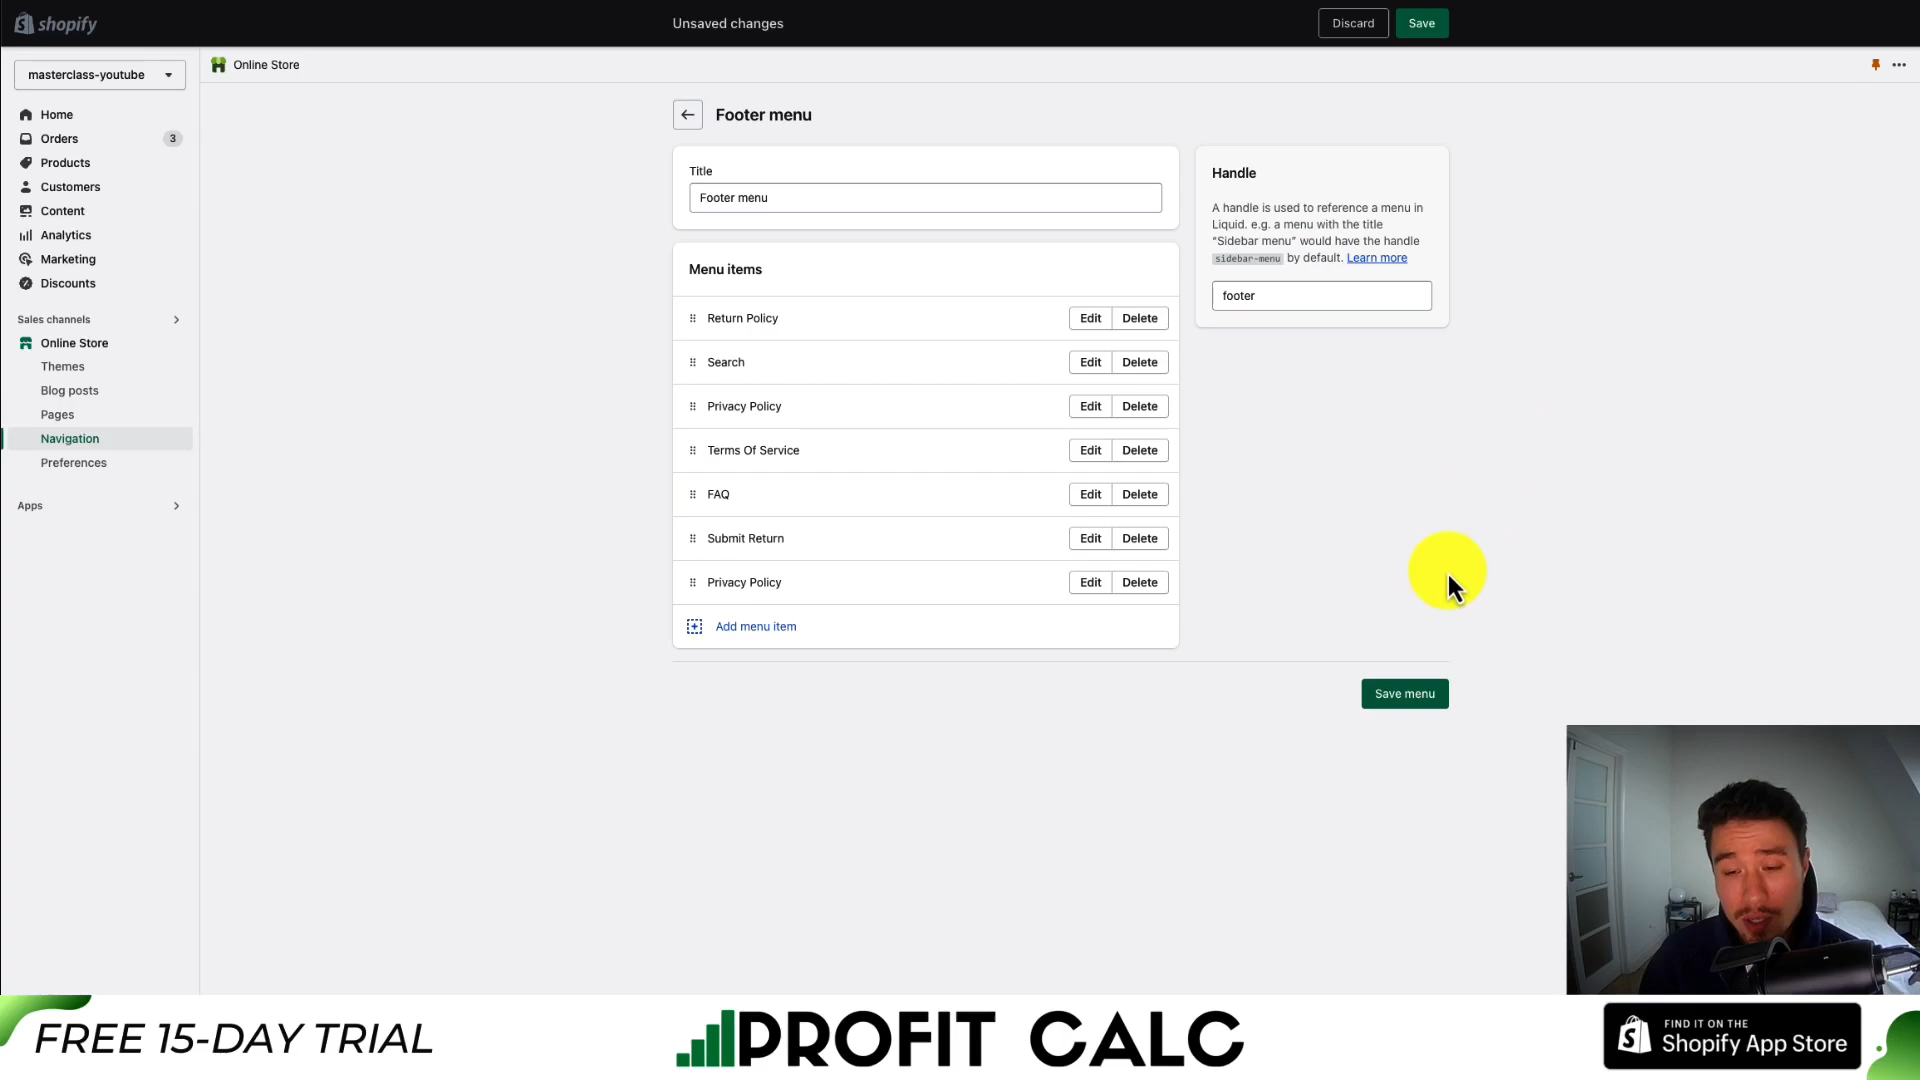 shopify
Unsaved changes
Discard
Save
masterclass-youtube
Online Store
Home
Orders
3
Products
Customers
Content
Analytics
Marketing
Discounts
Sales channels
Online Store
Themes
Blog posts
Pages
Navigation
Preferences
Apps
Footer menu
Title
Footer menu
Menu items
Return Policy
Edit
Delete
Search
Edit
Delete
Privacy Policy
Edit
Delete
Terms Of Service
Edit
Delete
FAQ
Edit
Delete
Submit Return
Edit
Delete
Privacy Policy
Edit
Delete
Add menu item
Handle
A handle is used to reference a menu in
Liquid. e.g. a menu with the title
“Sidebar menu” would have the handle
sidebar-menu by default. Learn more
footer
Save menu
FREE 15-DAY TRIAL
PROFIT CALC
FIND IT ON THE
Shopify App Store